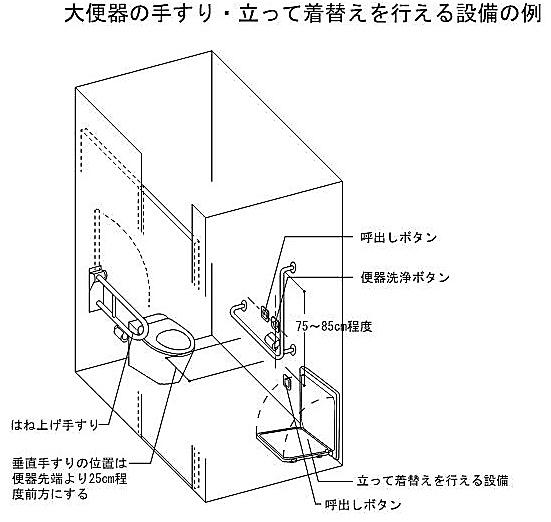 大便器の手すり・立って着替えを行える設備の例
呼出しボタン
便器洗浄ボタン
75～85cm程度
はね上げ手すり
垂直手すりの位置は
便器先端より25cm程
度前方にする
立って着替えを行える設備
呼出しボタン